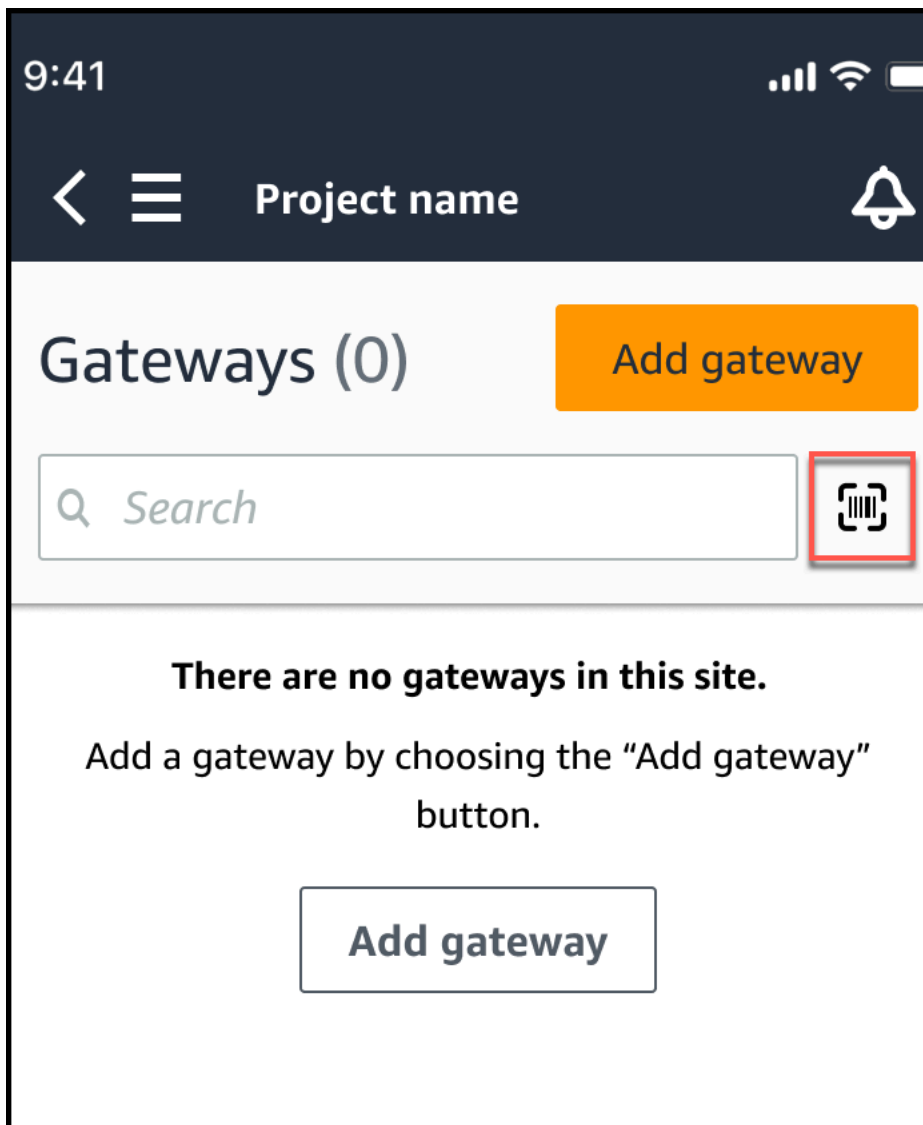 9:41
Project name
Gateways (0)
Add gateway
Search
There are no gateways in this site.
Add a gateway by choosing the “Add gateway”
button.
Add gateway